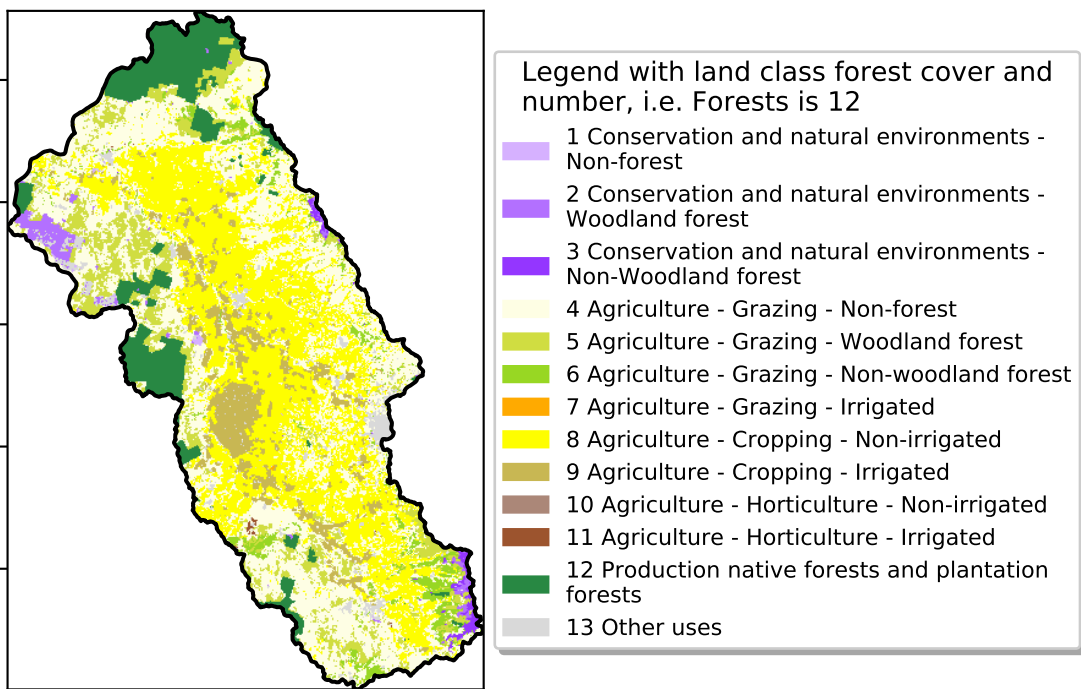 Legend with land class forest cover and
number, i.e. Forests is 12
1 Conservation and natural environments -
Non-forest
2 Conservation and natural environments -
Woodland forest
3 Conservation and natural environments -
Non-Woodland forest
4 Agriculture - Grazing - Non-forest
5 Agriculture - Grazing - Woodland forest
6 Agriculture - Grazing - Non-woodland forest
7 Agriculture - Grazing - Irrigated
8 Agriculture - Cropping - Non-irrigated
9 Agriculture - Cropping - Irrigated
10 Agriculture - Horticulture - Non-irrigated
11 Agriculture - Horticulture - Irrigated
12 Production native forests and plantation
forests
13 Other uses